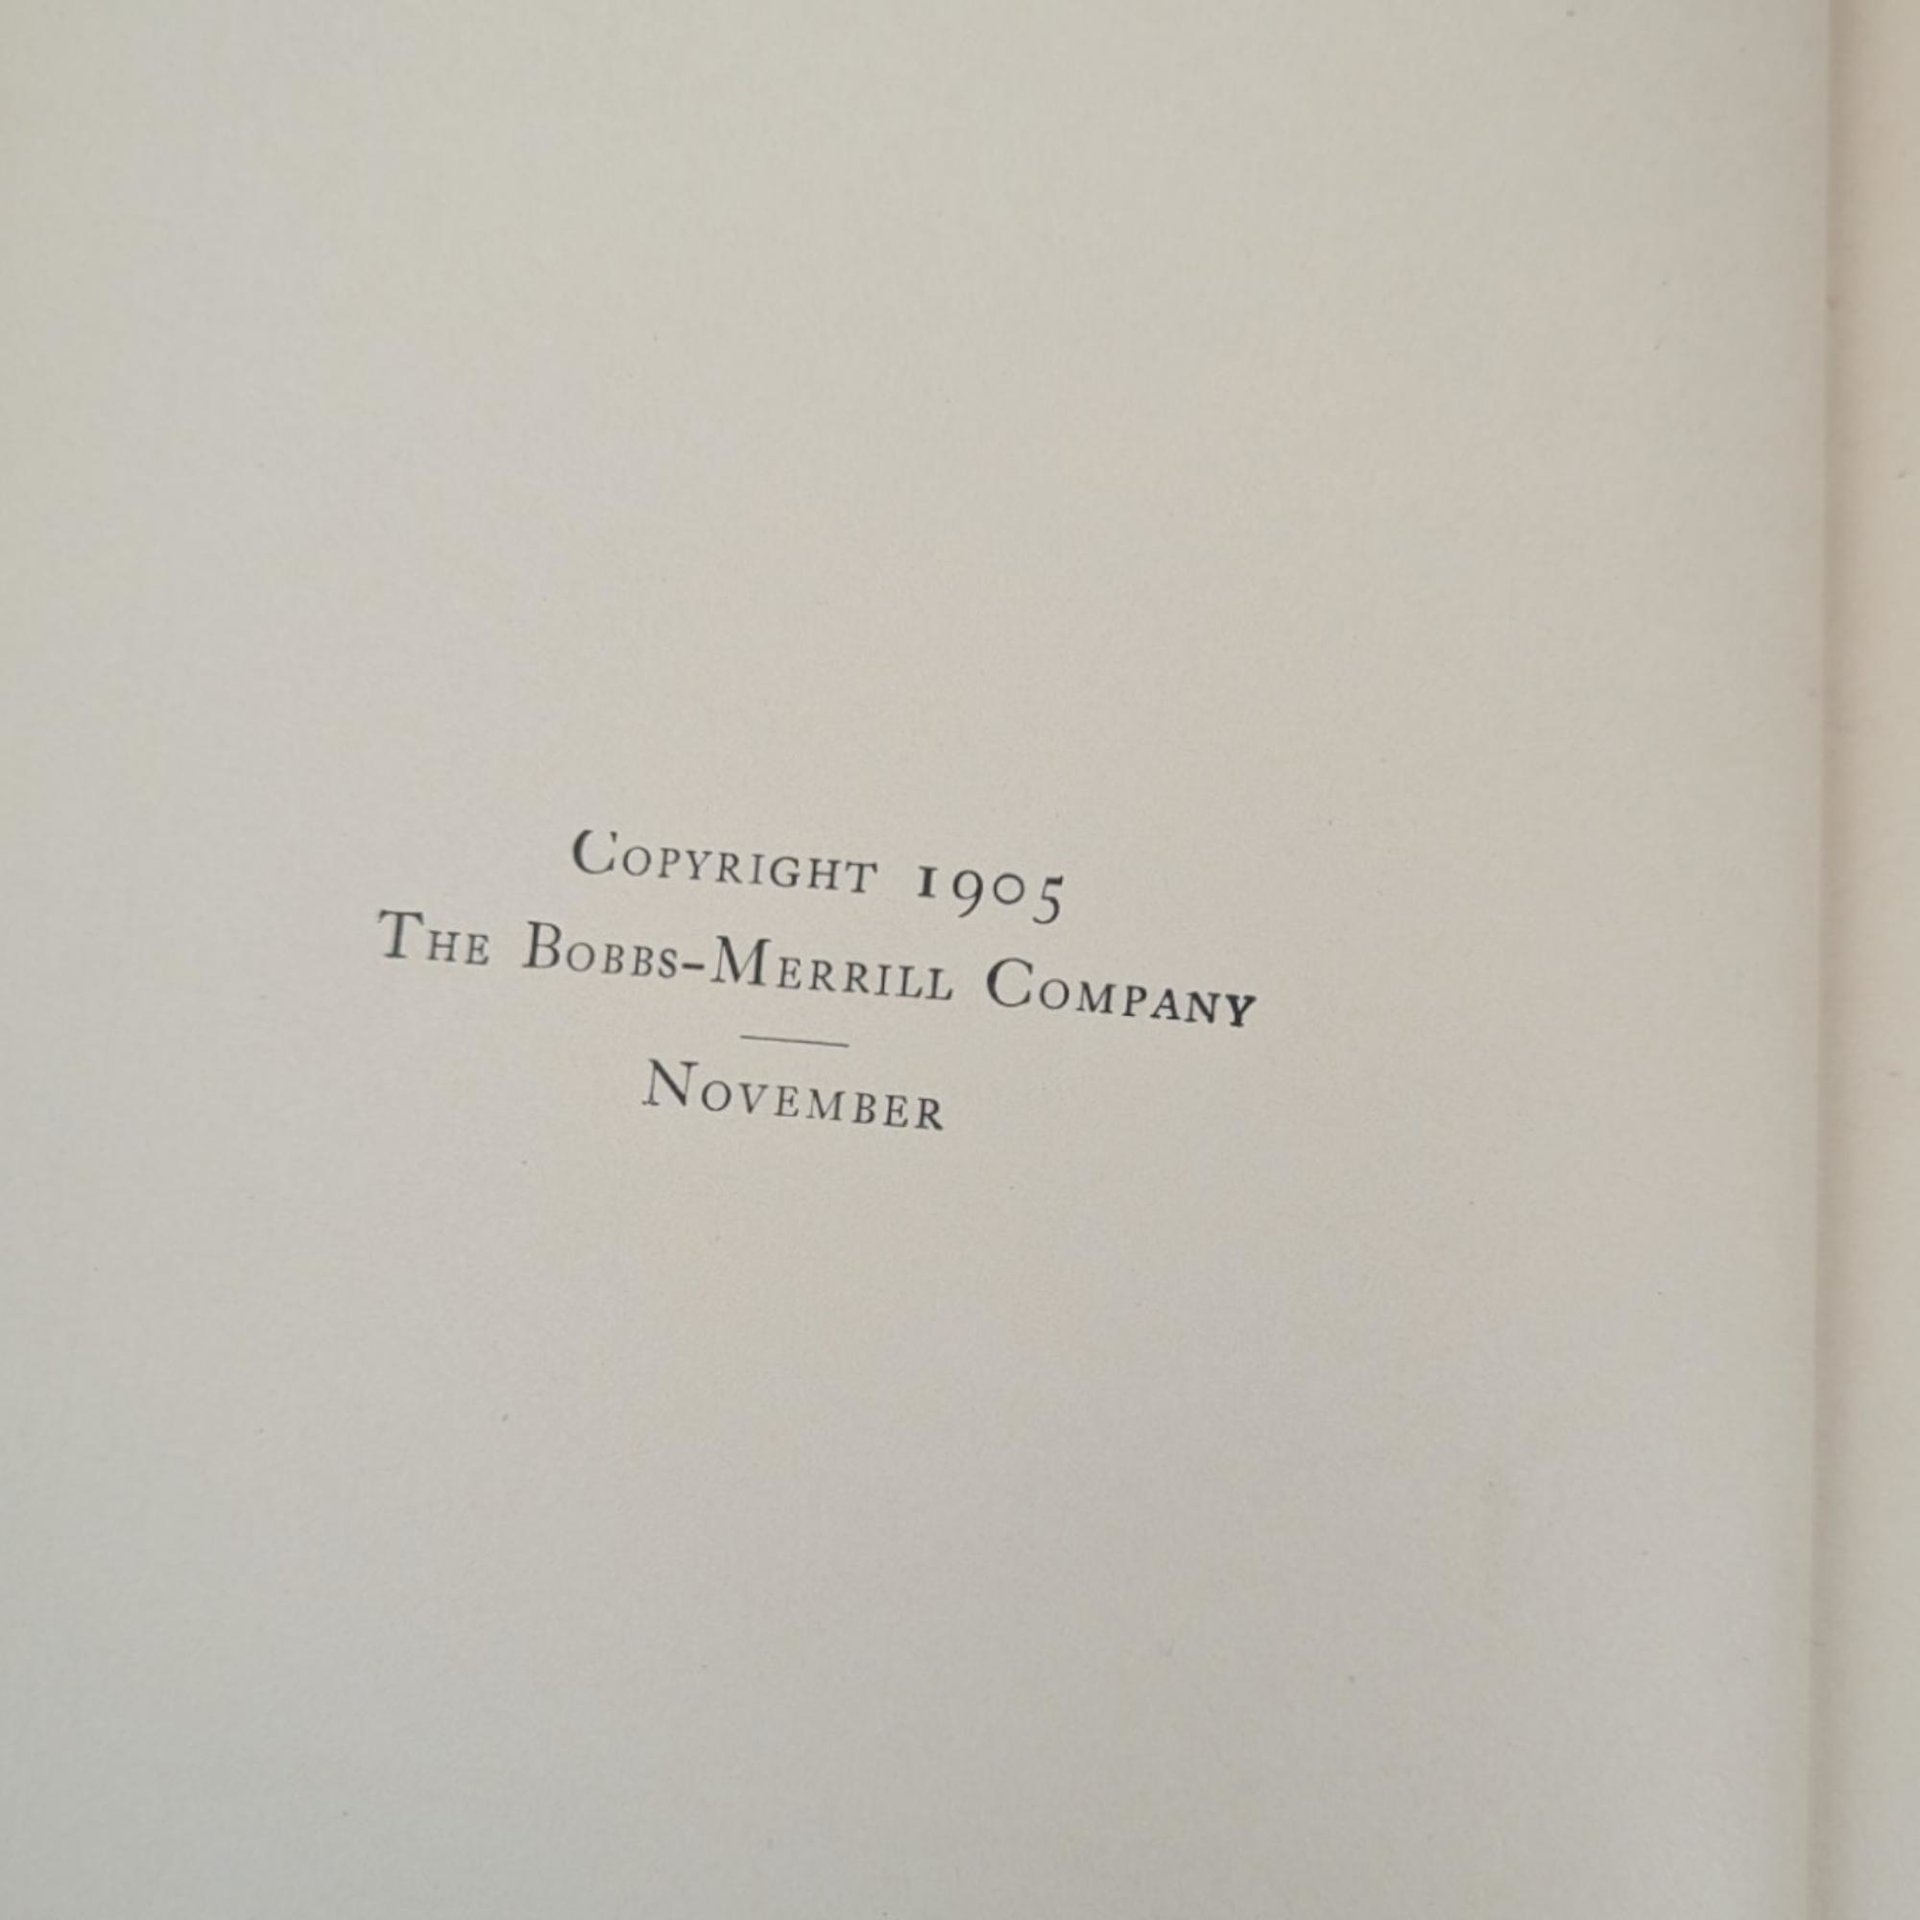 Copyright 1905
The Bobbs-Merrill Company
November